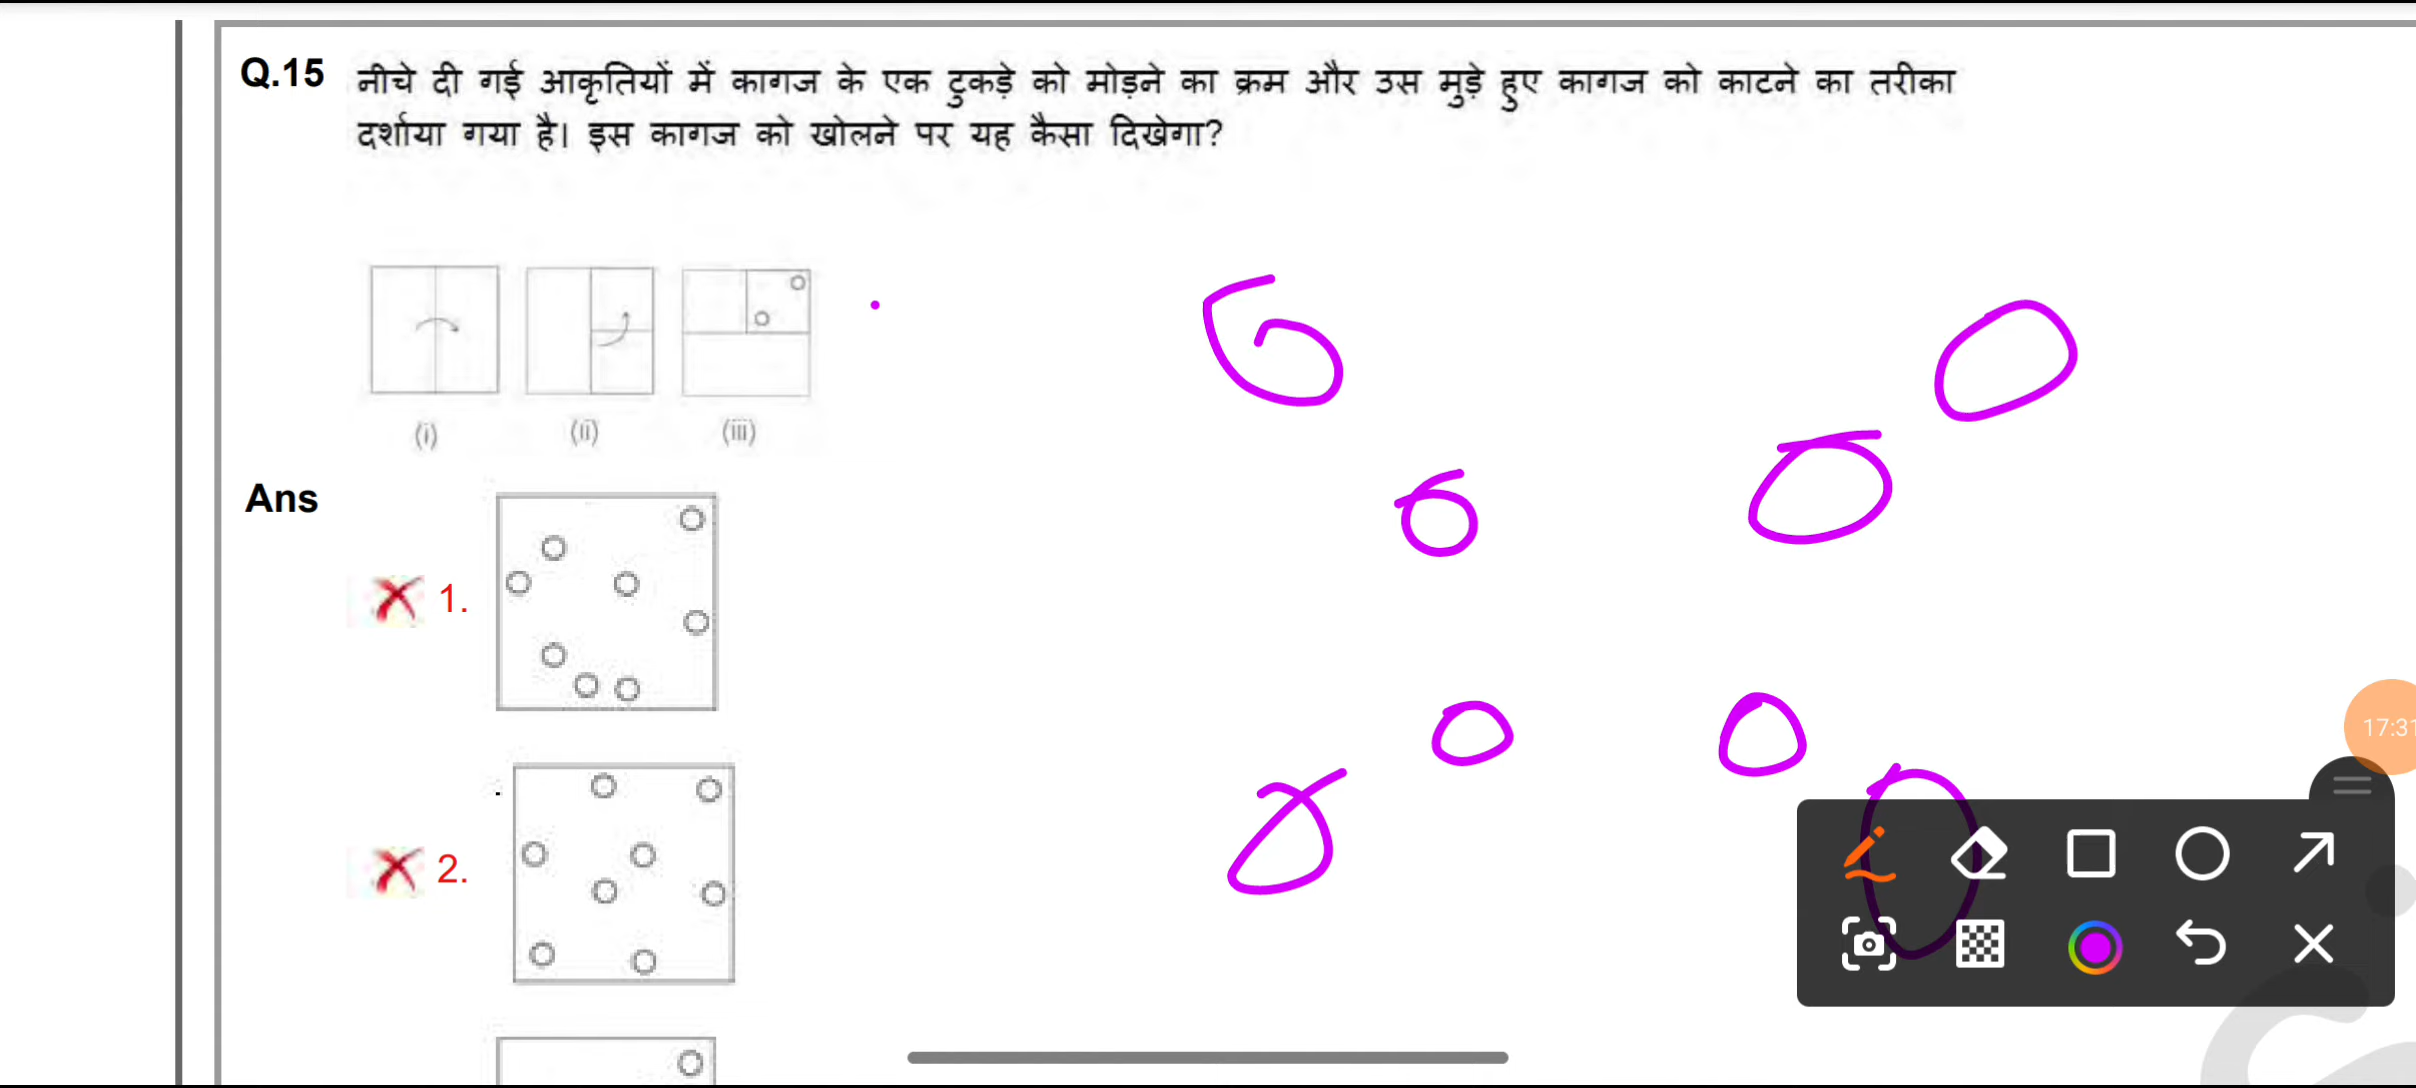 Q.15 नीचे दी गई आकृतियों में कागज के एक टुकड़े को मोड़ने का क्रम और उस मुड़े हुए कागज को काटने का तरीका
दर्शाया गया है। इस कागज को खोलने पर यह कैसा दिखेगा?
(i) (ii) (iii)
Ans
1.
17:31
2.